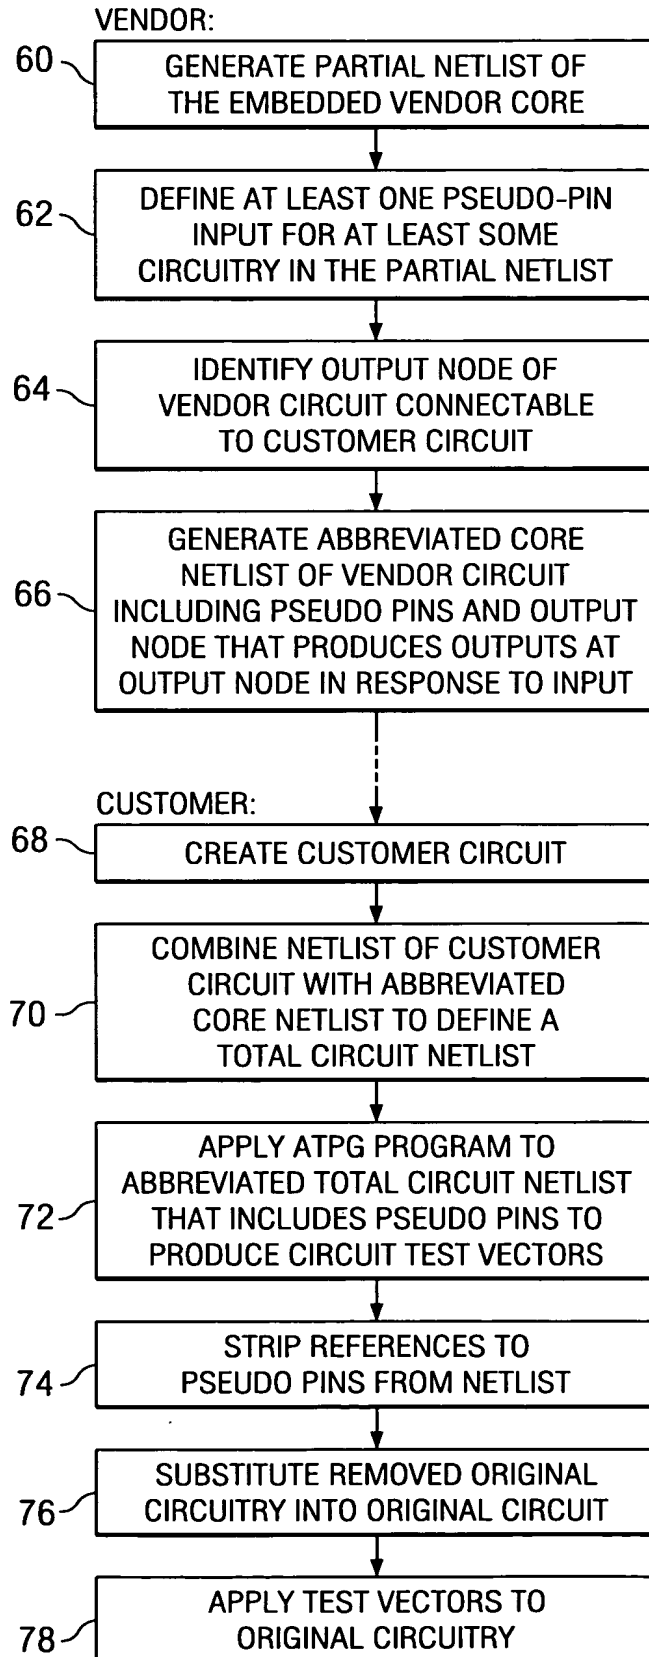 VENDOR:
60
GENERATE PARTIAL NETLIST OF
THE EMBEDDED VENDOR CORE
62
DEFINE AT LEAST ONE PSEUDO-PIN
INPUT FOR AT LEAST SOME
CIRCUITRY IN THE PARTIAL NETLIST
64
IDENTIFY OUTPUT NODE OF
VENDOR CIRCUIT CONNECTABLE
TO CUSTOMER CIRCUIT
66
GENERATE ABBREVIATED CORE
NETLIST OF VENDOR CIRCUIT
INCLUDING PSEUDO PINS AND OUTPUT
NODE THAT PRODUCES OUTPUTS AT
OUTPUT NODE IN RESPONSE TO INPUT
CUSTOMER:
68
CREATE CUSTOMER CIRCUIT
70
COMBINE NETLIST OF CUSTOMER
CIRCUIT WITH ABBREVIATED
CORE NETLIST TO DEFINE A
TOTAL CIRCUIT NETLIST
72
APPLY ATPG PROGRAM TO
ABBREVIATED TOTAL CIRCUIT NETLIST
THAT INCLUDES PSEUDO PINS TO
PRODUCE CIRCUIT TEST VECTORS
74
STRIP REFERENCES TO
PSEUDO PINS FROM NETLIST
76
SUBSTITUTE REMOVED ORIGINAL
CIRCUITRY INTO ORIGINAL CIRCUIT
78
APPLY TEST VECTORS TO
ORIGINAL CIRCUITRY